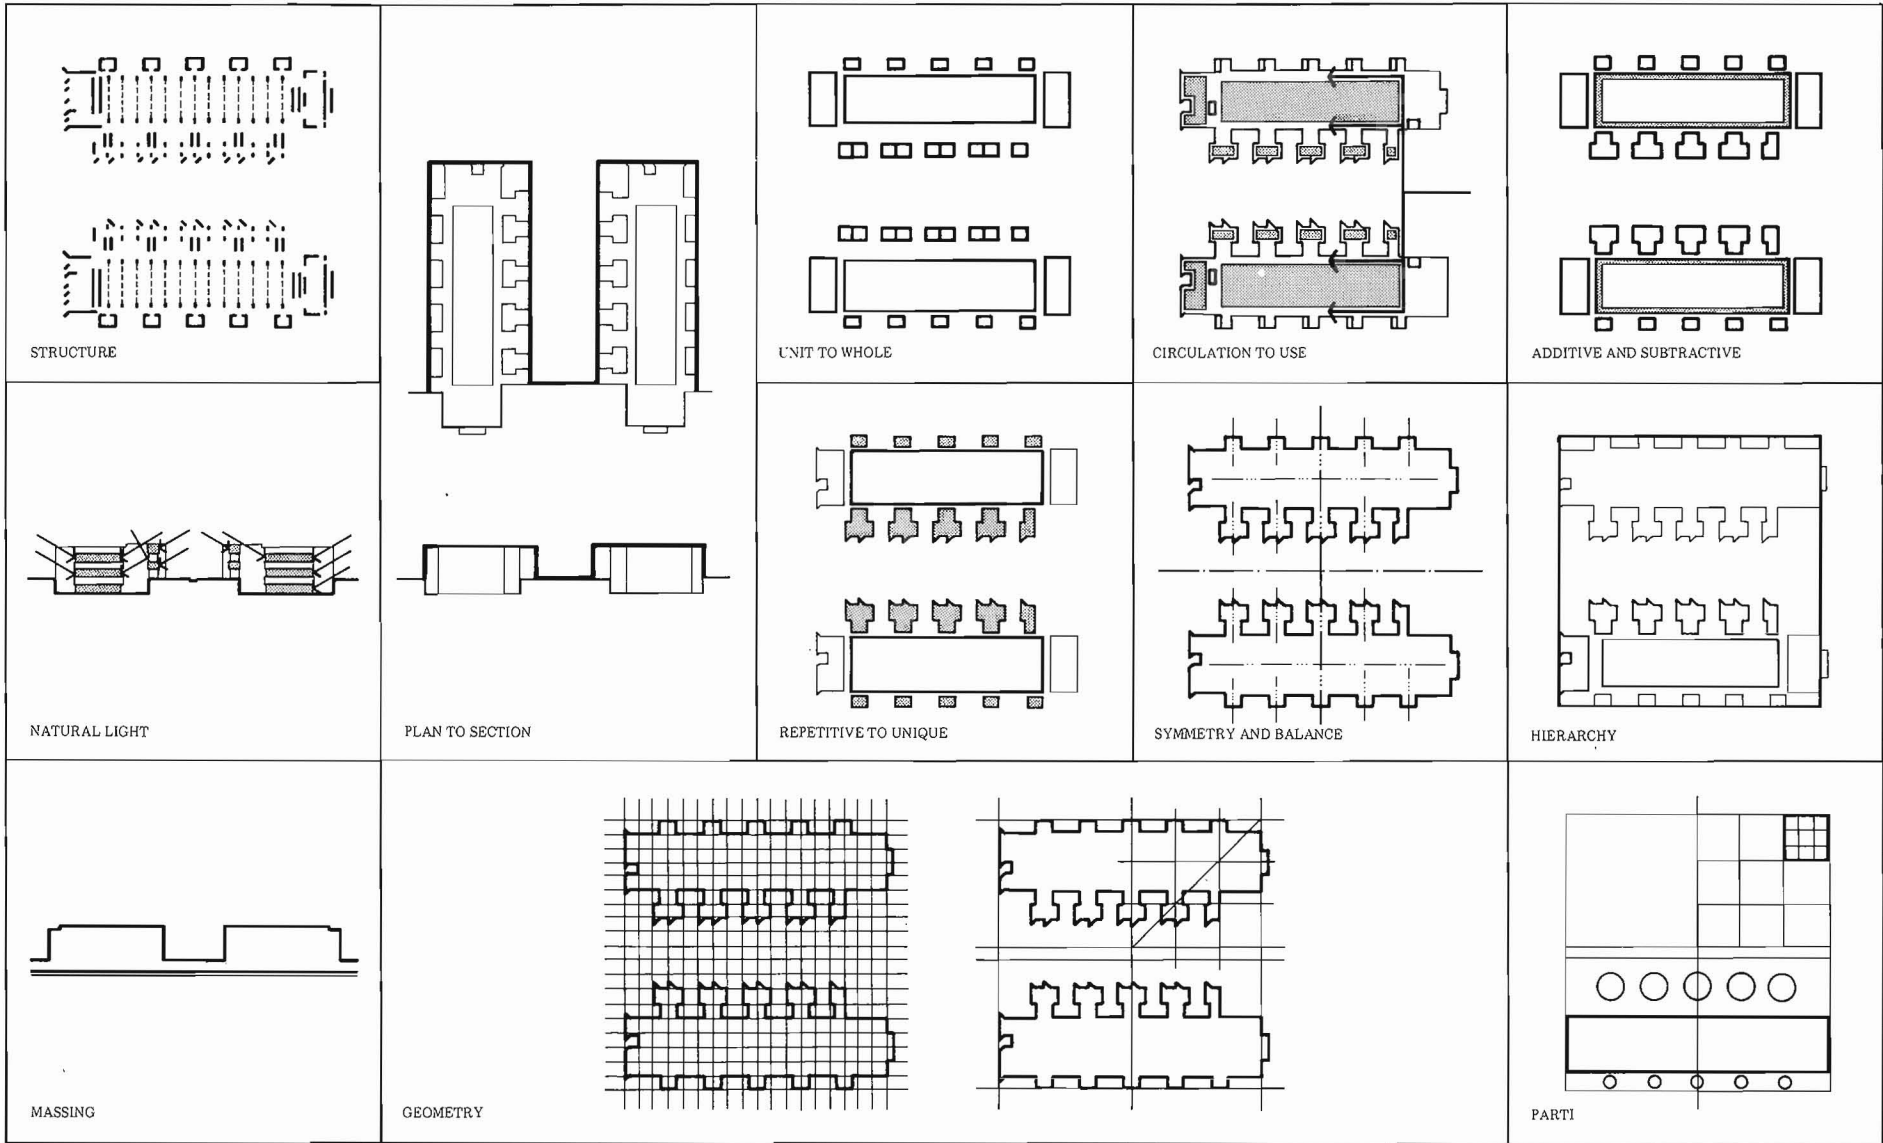 STRUCTURE
UNIT TO WHOLE
CIRCULATION TO USE
ADDITIVE AND SUBTRACTIVE
NATURAL LIGHT
PLAN TO SECTION
REPETITIVE TO UNIQUE
SYMMETRY AND BALANCE
HIERARCHY
MASSING
GEOMETRY
PARTI